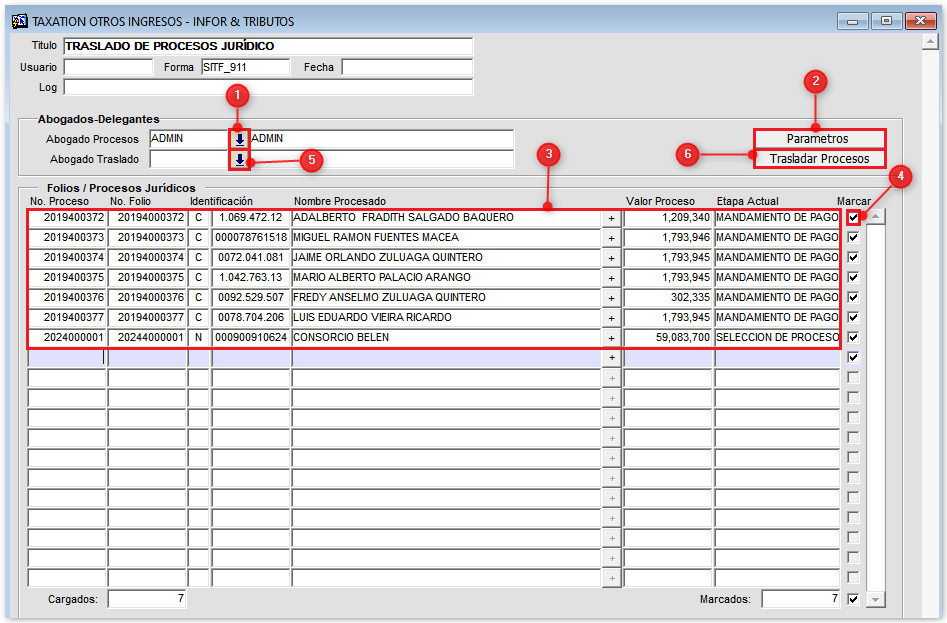 TAXATION OTROS INGRESOS - INFOR & TRIBUTOS
Titulo TRASLADO DE PROCESOS JURÍDICO
Usuario Forma SITF_911 Fecha
Log
1
2
Abogados-Delegantes
Abogado Procesos ADMIN ADMIN Parametros
Abogado Traslado 5 6 Trasladar Procesos
3
4
Folios / Procesos Jurídicos
No. Proceso No. Folio Identificación Nombre Procesado Valor Proceso Etapa Actual Marcar
2019400372 20194000372 C 1.069.472.12 ADALBERTO FRADITH SALGADO BAQUERO + 1,209,340 MANDAMIENTO DE PAGO
2019400373 20194000373 C 000078761518 MIGUEL RAMON FUENTES MACEA + 1,793,946 MANDAMIENTO DE PAGO
2019400374 20194000374 C 0072.041.081 JAIME ORLANDO ZULUAGA QUINTERO + 1,793,945 MANDAMIENTO DE PAGO
2019400375 20194000375 C 1.042.763.13 MARIO ALBERTO PALACIO ARANGO + 1,793,945 MANDAMIENTO DE PAGO
2019400376 20194000376 C 0092.529.507 FREDY ANSELMO ZULUAGA QUINTERO + 302,335 MANDAMIENTO DE PAGO
2019400377 20194000377 C 0078.704.206 LUIS EDUARDO VIEIRA RICARDO + 1,793,945 MANDAMIENTO DE PAGO
2024000001 20244000001 N 000900910624 CONSORCIO BELEN + 59,083,700 SELECCION DE PROCESO
+
+
+
+
+
+
+
+
+
+
+
+
Cargados: 7 Marcados: 7